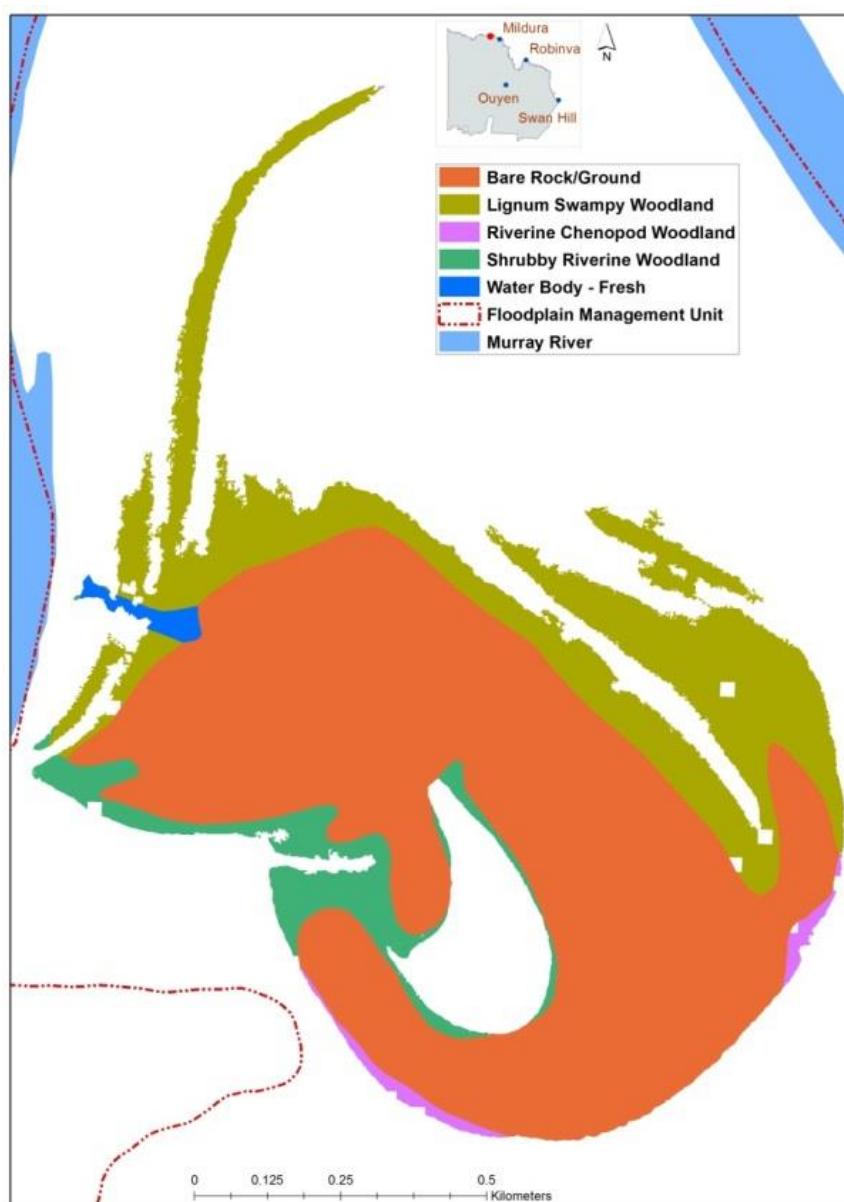 Mildura
N
Robinva
Ouyen
Swan Hill
Bare Rock/Ground
Lignum Swampy Woodland
Riverine Chenopod Woodland
Shrubby Riverine Woodland
Water Body - Fresh
Floodplain Management Unit
Murray River
0 0.125 0.25 0.5
Kilometers